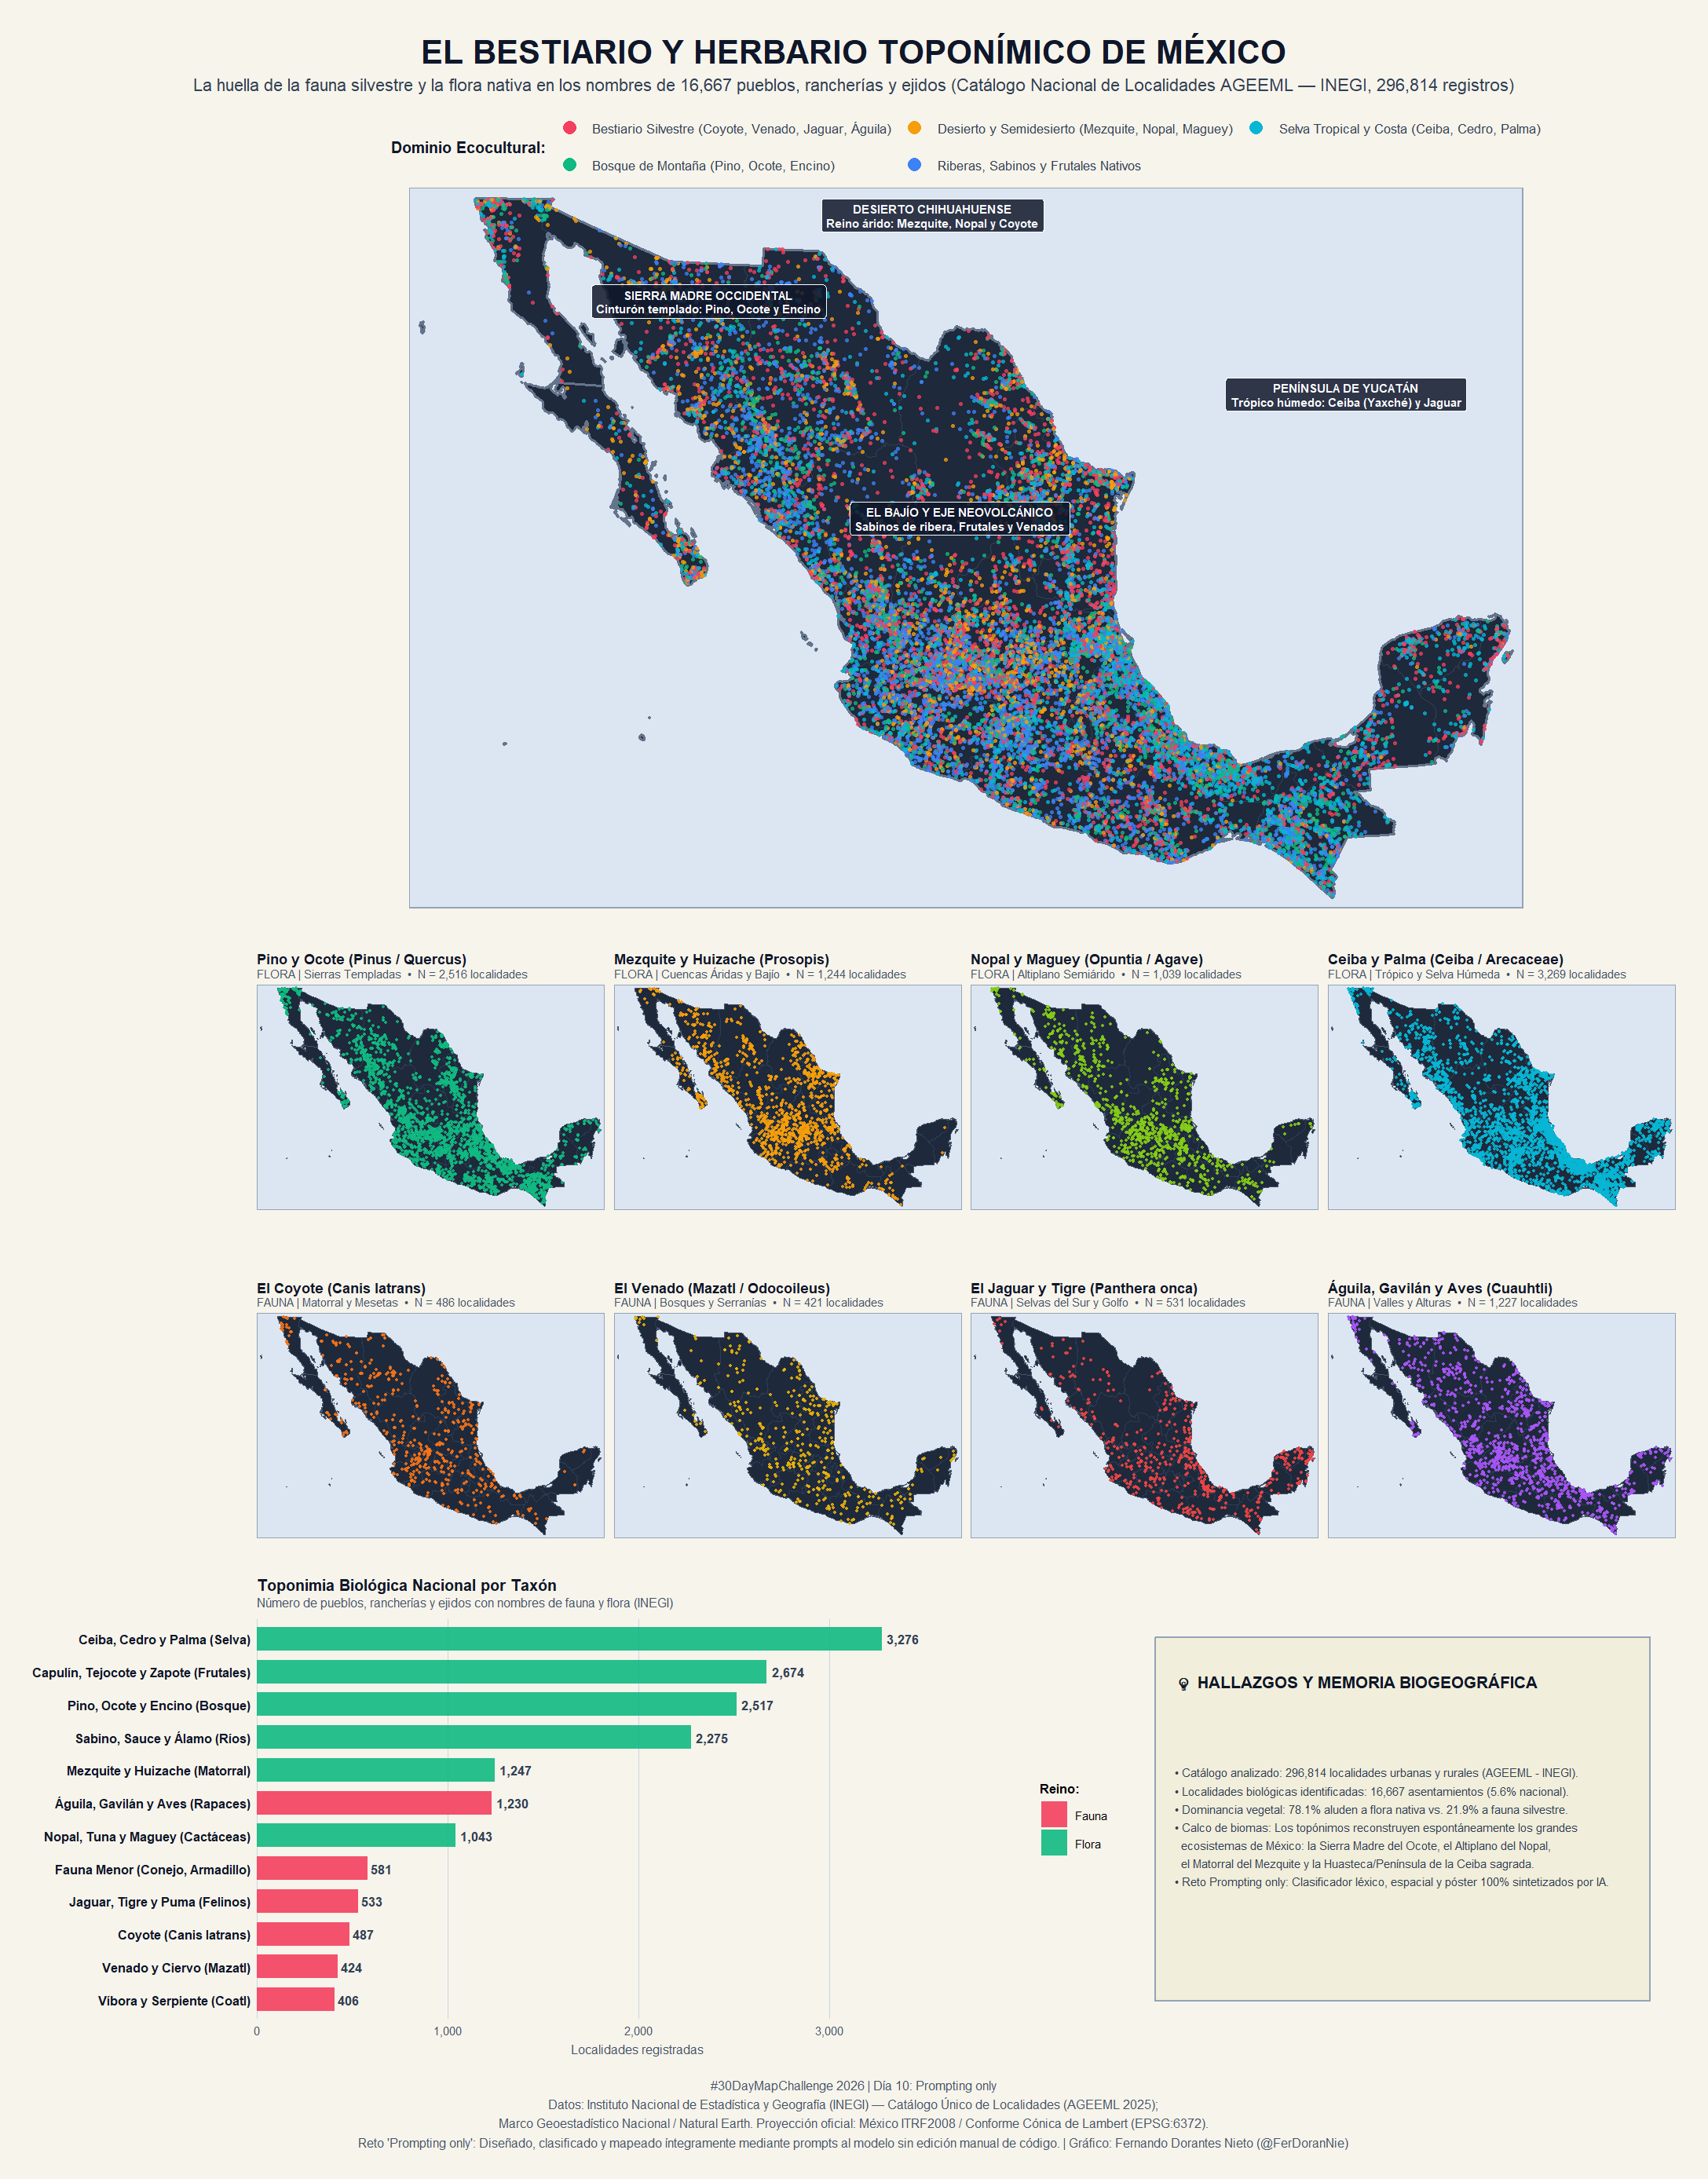 EL BESTIARIO Y HERBARIO TOPONÍMICO DE MÉXICO
La huella de la fauna silvestre y la flora nativa en los nombres de 16,667 pueblos, rancherías y ejidos (Catálogo Nacional de Localidades AGEEML — INEGI, 296,814 registros)
Dominio Ecocultural:
Bestiario Silvestre (Coyote, Venado, Jaguar, Águila)
Desierto y Semidesierto (Mezquite, Nopal, Maguey)
Selva Tropical y Costa (Ceiba, Cedro, Palma)
Bosque de Montaña (Pino, Ocote, Encino)
Riberas, Sabinos y Frutales Nativos
DESIERTO CHIHUAHUENSE
Reino árido: Mezquite, Nopal y Coyote
SIERRA MADRE OCCIDENTAL
Cinturón templado: Pino, Ocote y Encino
PENÍNSULA DE YUCATÁN
Trópico húmedo: Ceiba (Yaxché) y Jaguar
EL BAJÍO Y EJE NEOVOLCÁNICO
Sabinos de ribera, Frutales y Venados
Pino y Ocote (Pinus / Quercus)
FLORA | Sierras Templadas • N = 2,516 localidades
Mezquite y Huizache (Prosopis)
FLORA | Cuencas Áridas y Bajío • N = 1,244 localidades
Nopal y Maguey (Opuntia / Agave)
FLORA | Altiplano Semiárido • N = 1,039 localidades
Ceiba y Palma (Ceiba / Arecaceae)
FLORA | Trópico y Selva Húmeda • N = 3,269 localidades
El Coyote (Canis latrans)
FAUNA | Matorral y Mesetas • N = 486 localidades
El Venado (Mazatl / Odocoileus)
FAUNA | Bosques y Serranías • N = 421 localidades
El Jaguar y Tigre (Panthera onca)
FAUNA | Selvas del Sur y Golfo • N = 531 localidades
Águila, Gavilán y Aves (Cuauhtli)
FAUNA | Valles y Alturas • N = 1,227 localidades
Toponimia Biológica Nacional por Taxón
Número de pueblos, rancherías y ejidos con nombres de fauna y flora (INEGI)
Ceiba, Cedro y Palma (Selva) 3,276
Capulín, Tejocote y Zapote (Frutales) 2,674
Pino, Ocote y Encino (Bosque) 2,517
Sabino, Sauce y Álamo (Ríos) 2,275
Mezquite y Huizache (Matorral) 1,247
Águila, Gavilán y Aves (Rapaces) 1,230
Nopal, Tuna y Maguey (Cactáceas) 1,043
Fauna Menor (Conejo, Armadillo) 581
Jaguar, Tigre y Puma (Felinos) 533
Coyote (Canis latrans) 487
Venado y Ciervo (Mazatl) 424
Víbora y Serpiente (Coatl) 406
0 1,000 2,000 3,000
Localidades registradas
Reino:
Fauna
Flora
HALLAZGOS Y MEMORIA BIOGEOGRÁFICA
• Catálogo analizado: 296,814 localidades urbanas y rurales (AGEEML - INEGI).
• Localidades biológicas identificadas: 16,667 asentamientos (5.6% nacional).
• Dominancia vegetal: 78.1% aluden a flora nativa vs. 21.9% a fauna silvestre.
• Calco de biomas: Los topónimos reconstruyen espontáneamente los grandes
ecosistemas de México: la Sierra Madre del Ocote, el Altiplano del Nopal,
el Matorral del Mezquite y la Huasteca/Península de la Ceiba sagrada.
• Reto Prompting only: Clasificador léxico, espacial y póster 100% sintetizados por IA.
#30DayMapChallenge 2026 | Día 10: Prompting only
Datos: Instituto Nacional de Estadística y Geografía (INEGI) — Catálogo Único de Localidades (AGEEML 2025);
Marco Geoestadístico Nacional / Natural Earth. Proyección oficial: México ITRF2008 / Conforme Cónica de Lambert (EPSG:6372).
Reto 'Prompting only': Diseñado, clasificado y mapeado íntegramente mediante prompts al modelo sin edición manual de código. | Gráfico: Fernando Dorantes Nieto (@FerDoranNie)